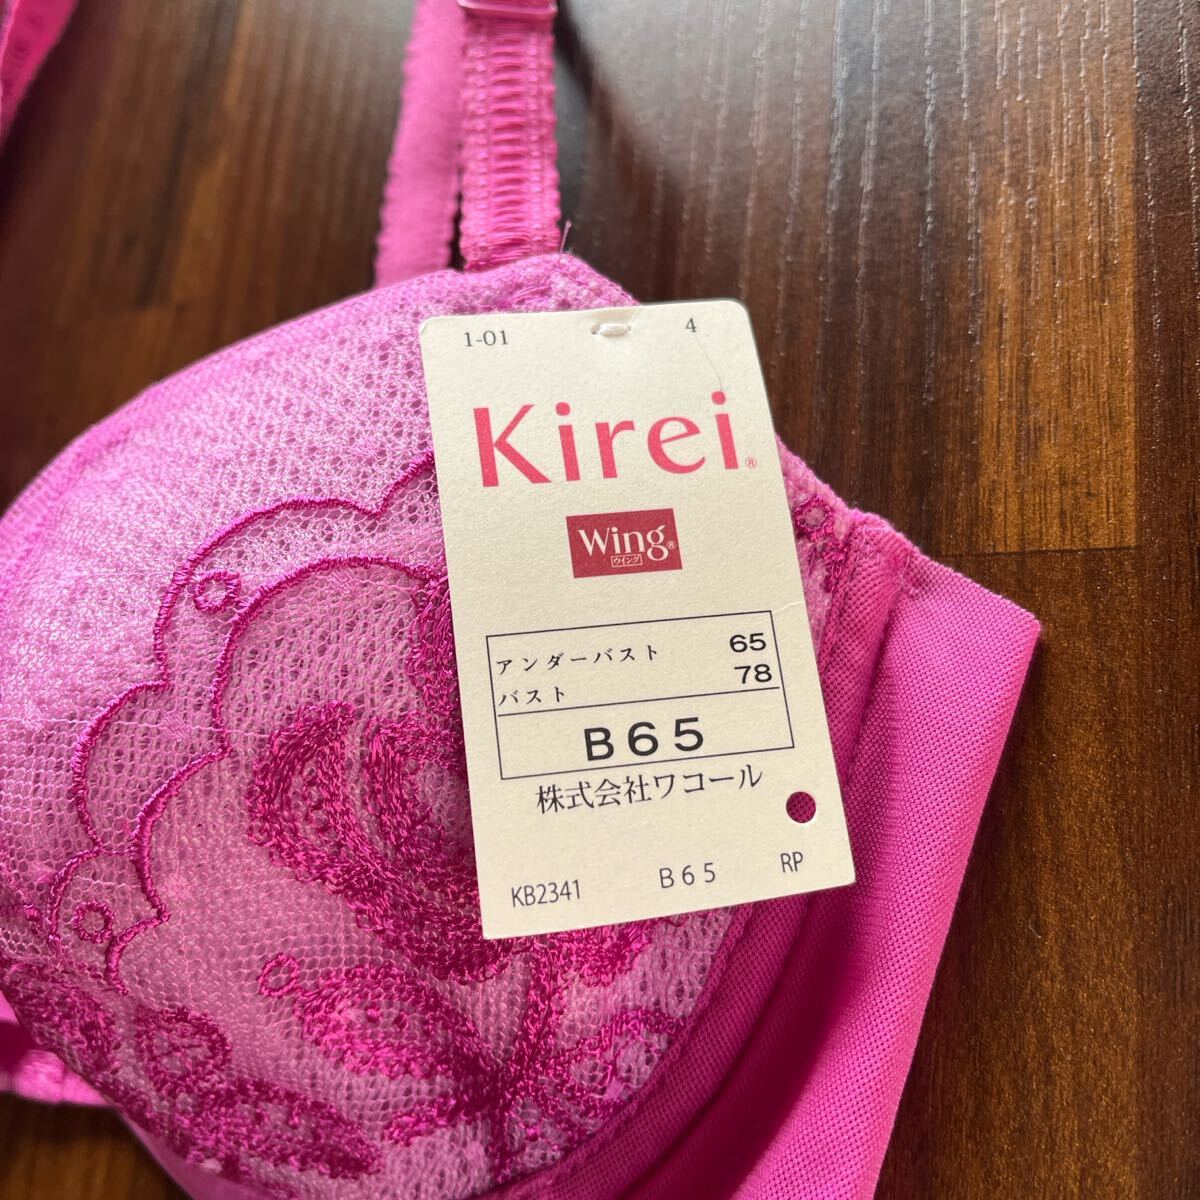 1-01 4
Kirei®
Wing®
ウイング
アンダーバスト 65
バスト 78
B65
株式会社ワコール
KB2341 B65 RP